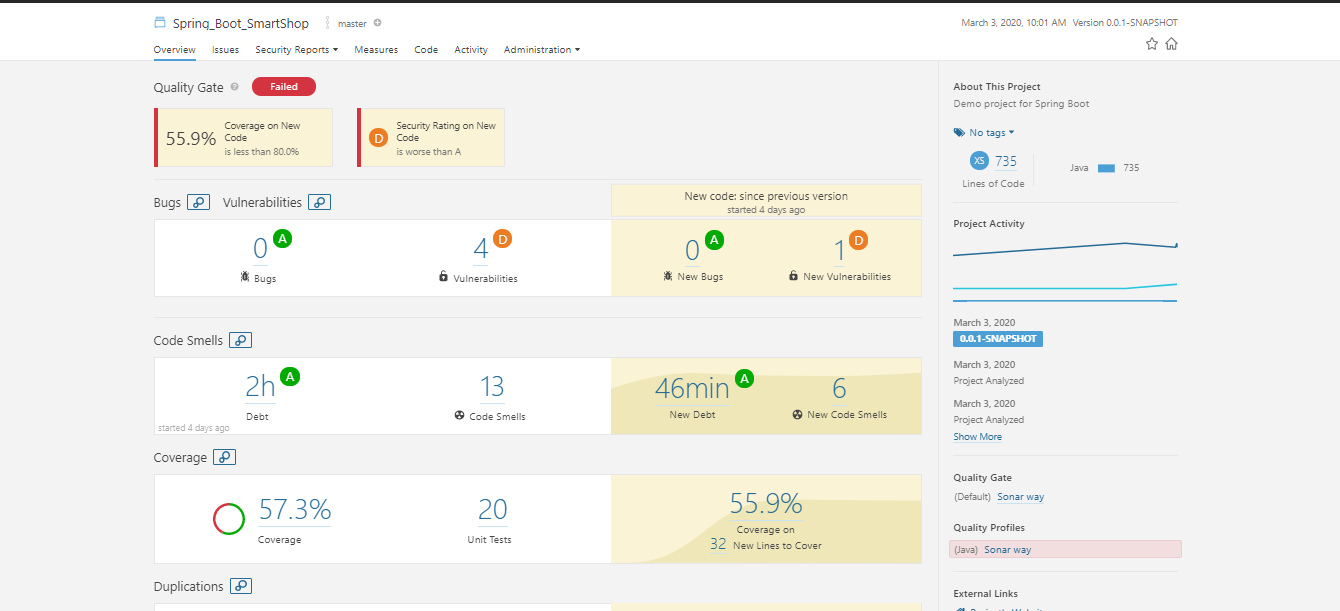 Spring_Boot_SmartShop master
March 3, 2020, 10:01 AM Version 0.0.1-SNAPSHOT
Overview Issues Security Reports Measures Code Activity Administration
Quality Gate ? Failed
55.9% Coverage on New
Code
is less than 80.0%
D Security Rating on New
Code
is worse than A
Bugs Vulnerabilities
New code: since previous version
started 4 days ago
0 A
Bugs
4 D
Vulnerabilities
0 A
New Bugs
1 D
New Vulnerabilities
Code Smells
2h A
Debt
started 4 days ago
13
Code Smells
46min A
New Debt
6
New Code Smells
Coverage
57.3%
Coverage
20
Unit Tests
55.9%
Coverage on
32 New Lines to Cover
Duplications
About This Project
Demo project for Spring Boot
No tags
XS 735
Lines of Code
Java 735
Project Activity
March 3, 2020
0.0.1-SNAPSHOT
March 3, 2020
Project Analyzed
March 3, 2020
Project Analyzed
Show More
Quality Gate
(Default) Sonar way
Quality Profiles
(Java) Sonar way
External Links